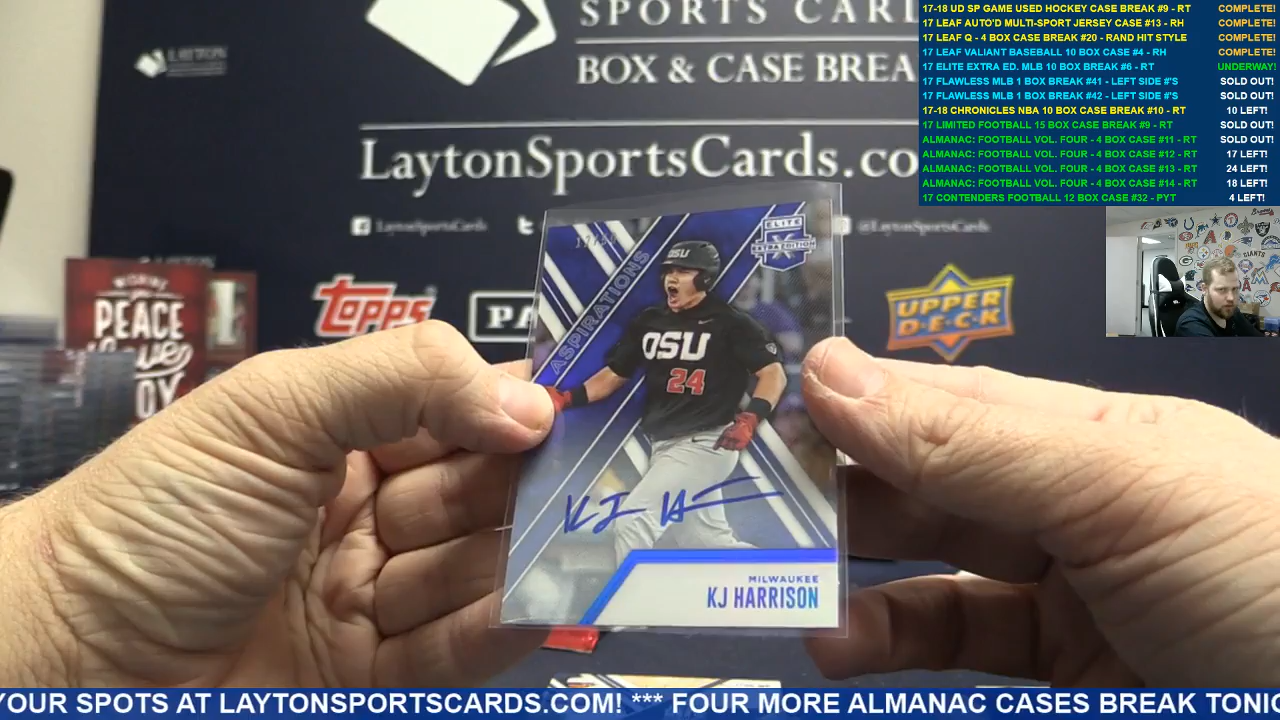 SPORTS CARD
BOX & CASE BREA
LaytonSportsCards.co
LaytonSportsCards
@LaytonSportsCards
LAYTON
17-18 UD SP GAME USED HOCKEY CASE BREAK #9 - RT COMPLETE!
17 LEAF AUTO'D MULTI-SPORT JERSEY CASE #13 - RH COMPLETE!
17 LEAF Q - 4 BOX CASE BREAK #20 - RAND HIT STYLE COMPLETE!
17 LEAF VALIANT BASEBALL 10 BOX CASE #4 - RH COMPLETE!
17 ELITE EXTRA ED. MLB 10 BOX BREAK #6 - RT UNDERWAY!
17 FLAWLESS MLB 1 BOX BREAK #41 - LEFT SIDE #'S SOLD OUT!
17 FLAWLESS MLB 1 BOX BREAK #42 - LEFT SIDE #'S SOLD OUT!
17-18 CHRONICLES NBA 10 BOX CASE BREAK #10 - RT 10 LEFT!
17 LIMITED FOOTBALL 15 BOX CASE BREAK #9 - RT SOLD OUT!
ALMANAC: FOOTBALL VOL. FOUR - 4 BOX CASE #11 - RT SOLD OUT!
ALMANAC: FOOTBALL VOL. FOUR - 4 BOX CASE #12 - RT 17 LEFT!
ALMANAC: FOOTBALL VOL. FOUR - 4 BOX CASE #13 - RT 24 LEFT!
ALMANAC: FOOTBALL VOL. FOUR - 4 BOX CASE #14 - RT 18 LEFT!
17 CONTENDERS FOOTBALL 12 BOX CASE #32 - PYT 4 LEFT!
PEACE
Love
JOY
topps
PA
UPPER
DECK
ASPIRATIONS
ELITE
EXTRA EDITION
OSU
OSU
24
KJ H
MILWAUKEE
KJ HARRISON
YOUR SPOTS AT LAYTONSPORTSCARDS.COM! *** FOUR MORE ALMANAC CASES BREAK TONIG